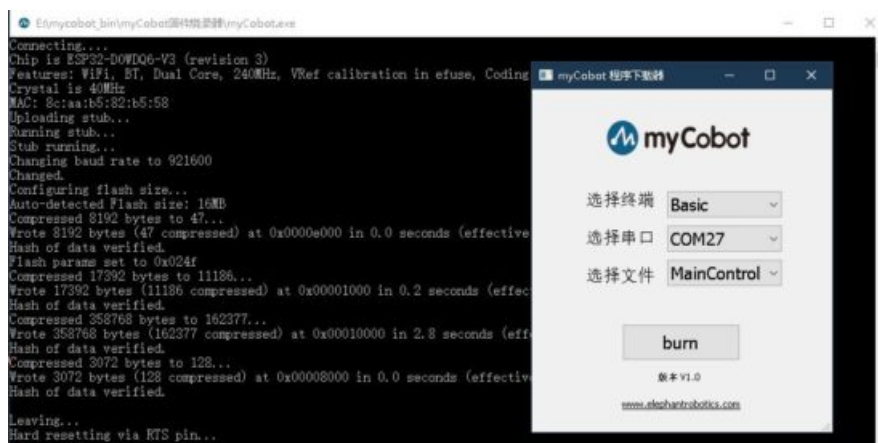 E:\mycobot_bin\myCobot固件烧录器\myCobot.exe
Connecting....
Chip is ESP32-D0WDQ6-V3 (revision 3)
Features: WiFi, BT, Dual Core, 240MHz, VRef calibration in efuse, Coding
Crystal is 40MHz
MAC: 8c:aa:b5:82:b5:58
Uploading stub...
Running stub...
Stub running...
Changing baud rate to 921600
Changed.
Configuring flash size...
Auto-detected Flash size: 16MB
Compressed 8192 bytes to 47...
Wrote 8192 bytes (47 compressed) at 0x0000e000 in 0.0 seconds (effective
Hash of data verified.
Flash params set to 0x024f
Compressed 17392 bytes to 11186...
Wrote 17392 bytes (11186 compressed) at 0x00001000 in 0.2 seconds (effec
Hash of data verified.
Compressed 358768 bytes to 162377...
Wrote 358768 bytes (162377 compressed) at 0x00010000 in 2.8 seconds (eff
Hash of data verified.
Compressed 3072 bytes to 128...
Wrote 3072 bytes (128 compressed) at 0x00008000 in 0.0 seconds (effectiv
Hash of data verified.
Leaving...
Hard resetting via RTS pin...
myCobot 程序下载器
myCobot
选择终端 Basic
选择串口 COM27
选择文件 MainControl
burn
版本 V1.0
www.elephantrobotics.com